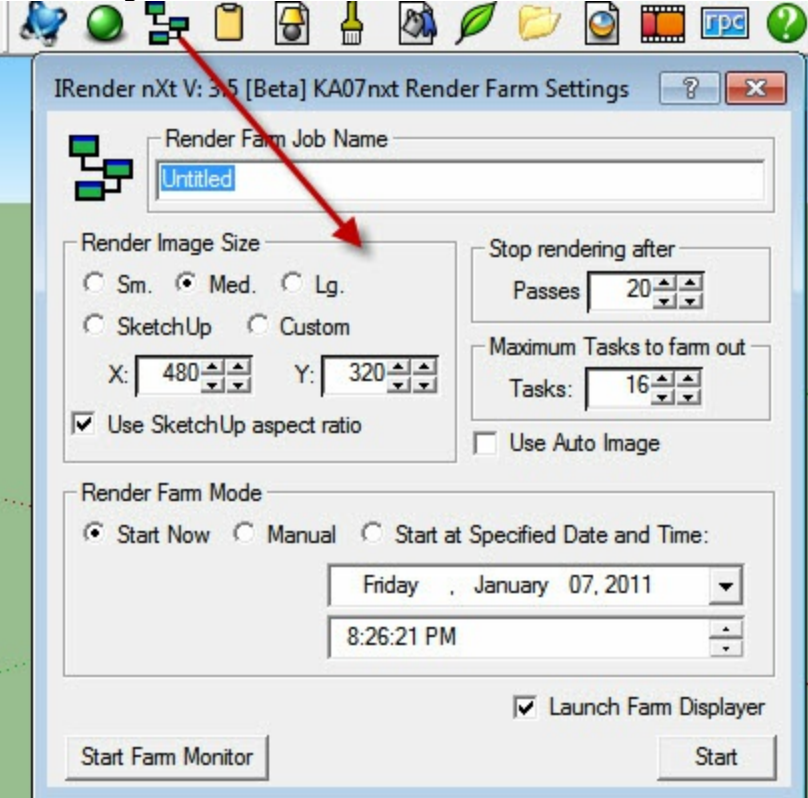 rpc
?
IRender nXt V: 3.5 [Beta] KA07nxt Render Farm Settings
?
Render Farm Job Name
Untitled
Render Image Size
Sm. Med. Lg.
SketchUp Custom
X: 480 Y: 320
Use SketchUp aspect ratio
Stop rendering after
Passes 20
Maximum Tasks to farm out
Tasks: 16
Use Auto Image
Render Farm Mode
Start Now Manual Start at Specified Date and Time:
Friday , January 07, 2011
8:26:21 PM
Launch Farm Displayer
Start Farm Monitor Start